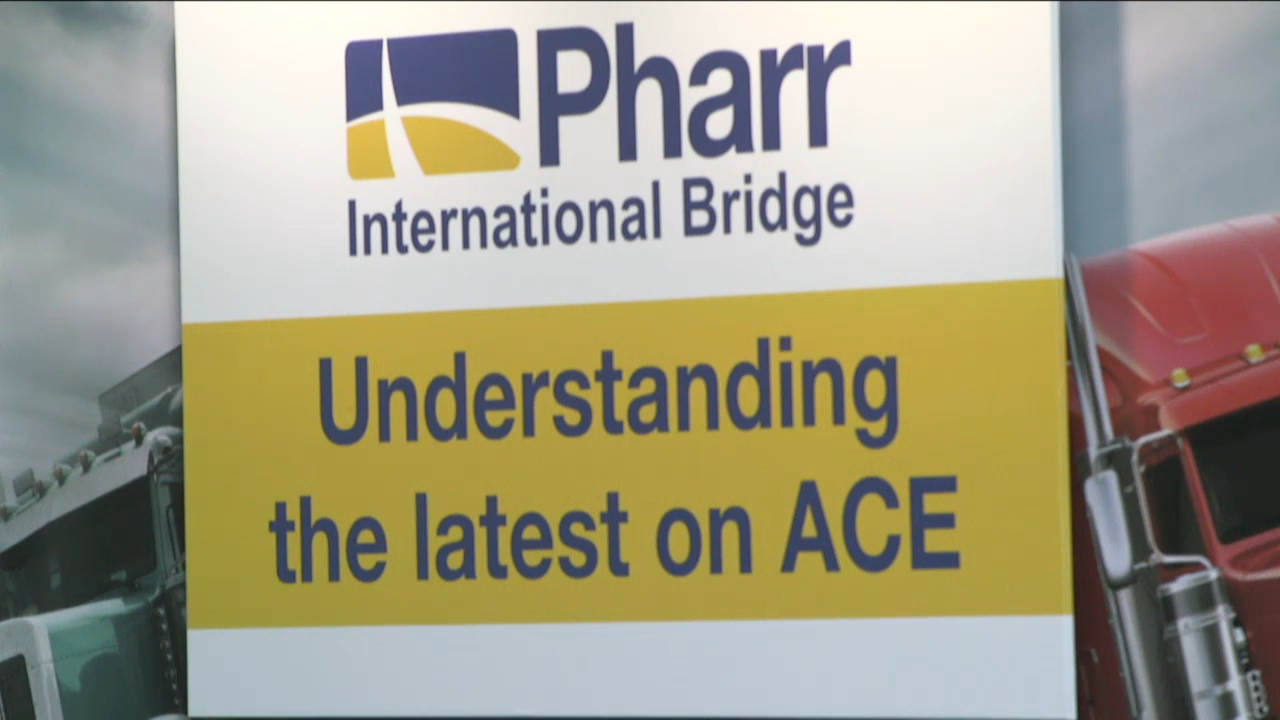 Pharr
International Bridge
Understanding
the latest on ACE